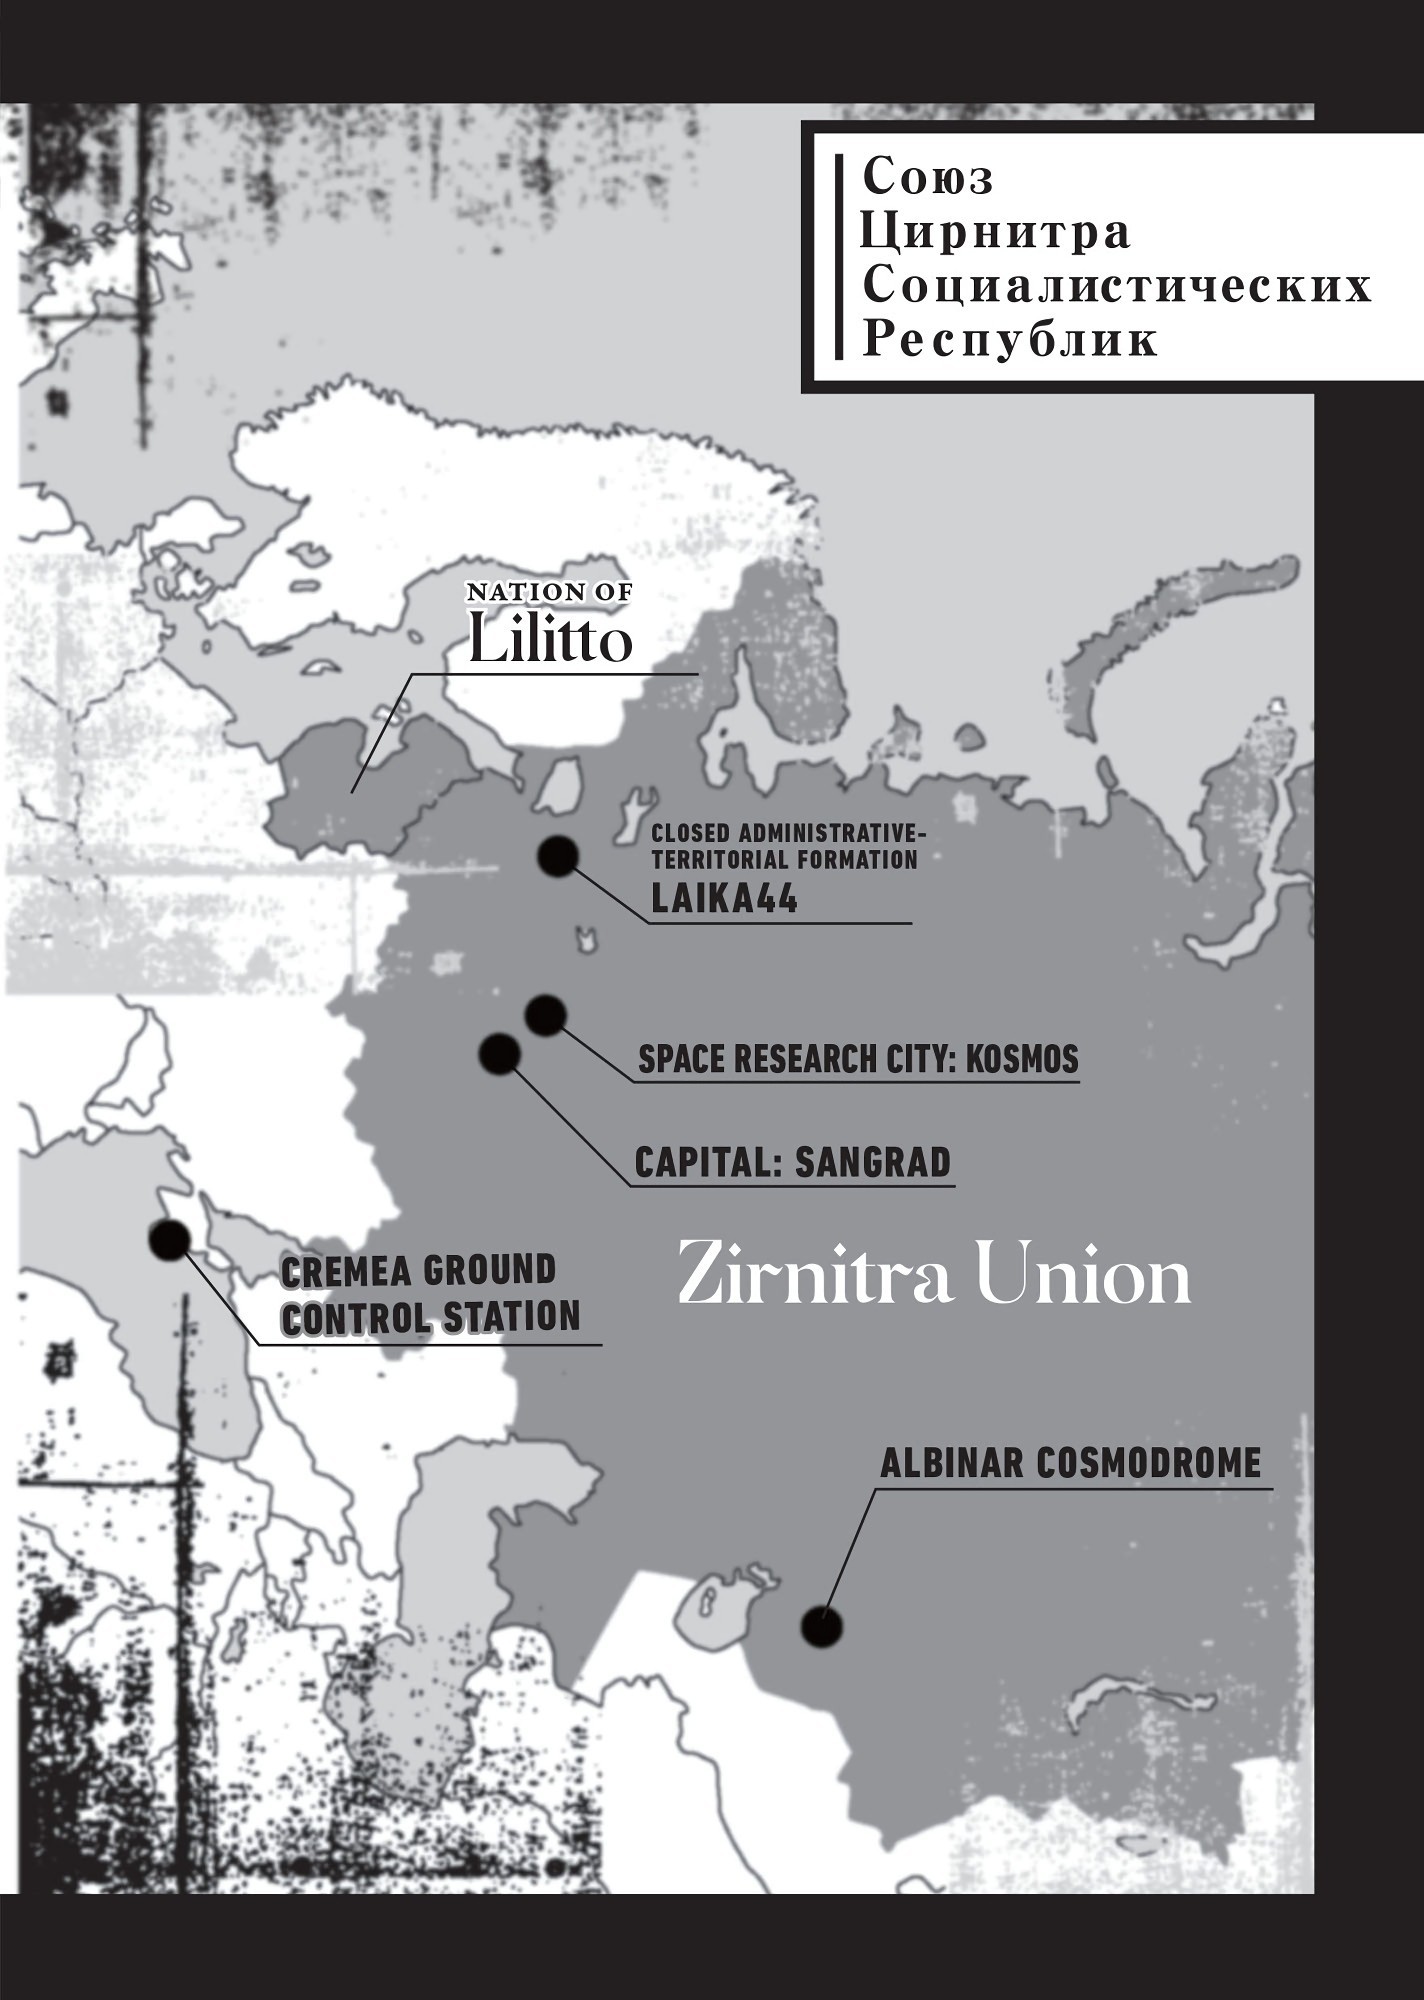 Союз
Цирнитра
Социалистических
Республик
NATION OF
Lilitto
CLOSED ADMINISTRATIVE-
TERRITORIAL FORMATION
LAIKA44
SPACE RESEARCH CITY: KOSMOS
CAPITAL: SANGRAD
Zirnitra Union
CREMEA GROUND
CONTROL STATION
ALBINAR COSMODROME